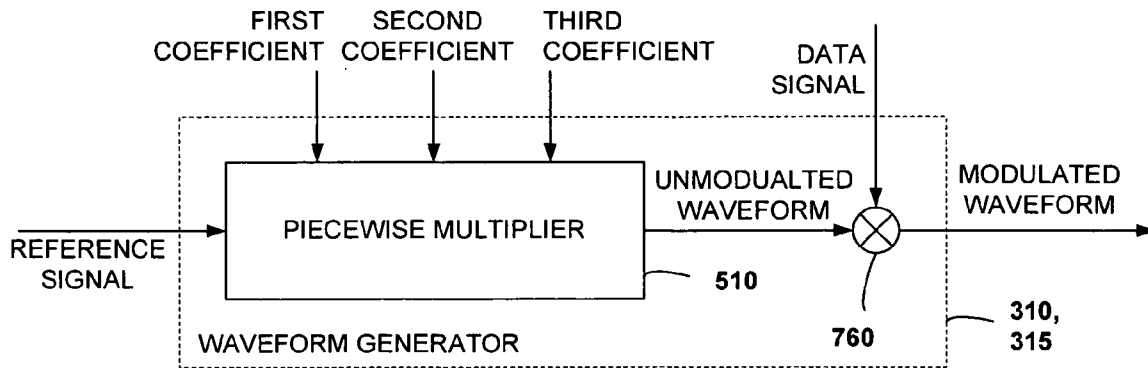 FIRST
COEFFICIENT
SECOND
COEFFICIENT
THIRD
COEFFICIENT
DATA
SIGNAL
UNMODUALTED
WAVEFORM
MODULATED
WAVEFORM
PIECEWISE MULTIPLIER
REFERENCE
SIGNAL
510
760
310,
315
WAVEFORM GENERATOR